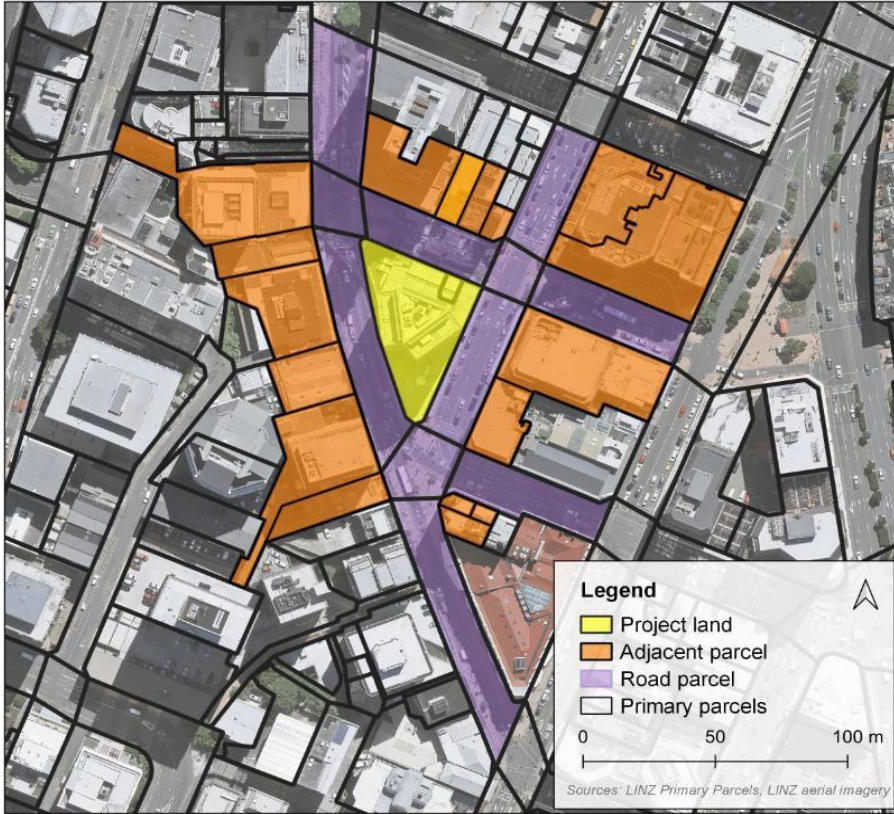 Legend
Project land
Adjacent parcel
Road parcel
Primary parcels
0 50 100 m
Sources: LINZ Primary Parcels, LINZ aerial imagery